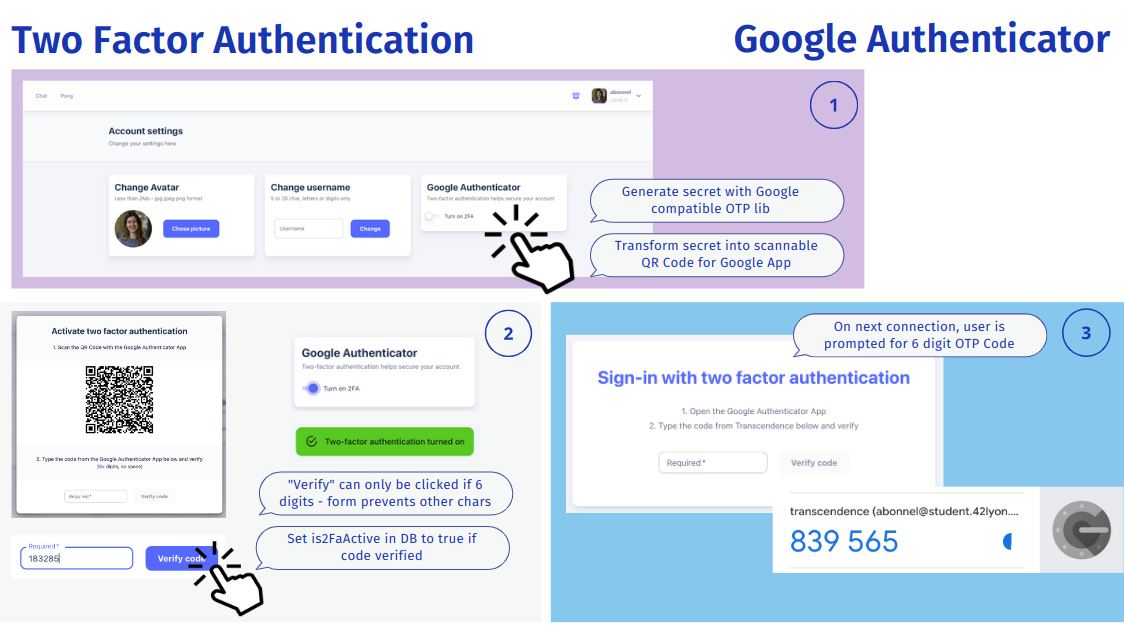 Two Factor Authentication
Google Authenticator
Chat
Pong
abonnel
Level 0
1
Account settings
Change your settings here
Change Avatar
Less than 2Mo - jpg jpeg png format
Chose picture
Change username
5 to 20 char, letters or digits only
Username
Change
Google Authenticator
Two-factor authentication helps secure your account
Turn on 2FA
Generate secret with Google
compatible OTP lib
Transform secret into scannable
QR Code for Google App
2
Activate two factor authentication
1. Scan the QR Code with the Google Authenticator App
2. Type the code from the Google Authenticator App below and verify
(Six digits, no space)
Required *
Verify code
Required *
183285
Verify code
Google Authenticator
Two-factor authentication helps secure your account
Turn on 2FA
Two-factor authentication turned on
"Verify" can only be clicked if 6
digits - form prevents other chars
Set is2FaActive in DB to true if
code verified
3
On next connection, user is
prompted for 6 digit OTP Code
Sign-in with two factor authentication
1. Open the Google Authenticator App
2. Type the code from Transcendence below and verify
Required *
Verify code
transcendence (abonnel@student.42lyon....
839 565